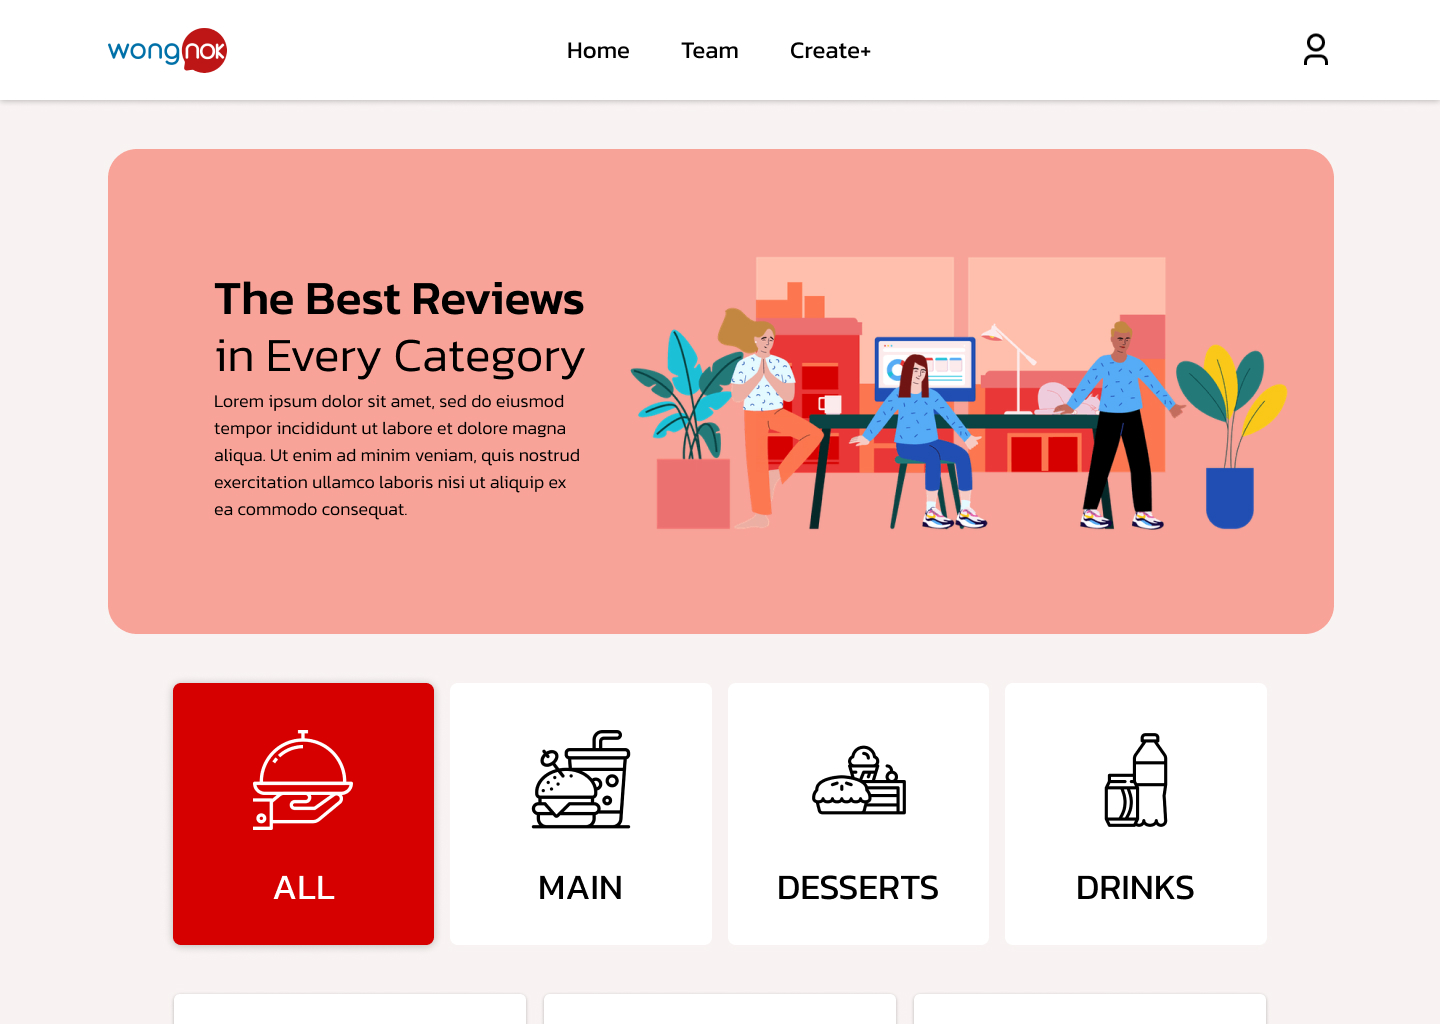 wongnok
Home Team Create+
The Best Reviews
in Every Category
Lorem ipsum dolor sit amet, sed do eiusmod
tempor incididunt ut labore et dolore magna
aliqua. Ut enim ad minim veniam, quis nostrud
exercitation ullamco laboris nisi ut aliquip ex
ea commodo consequat.
ALL MAIN DESSERTS DRINKS